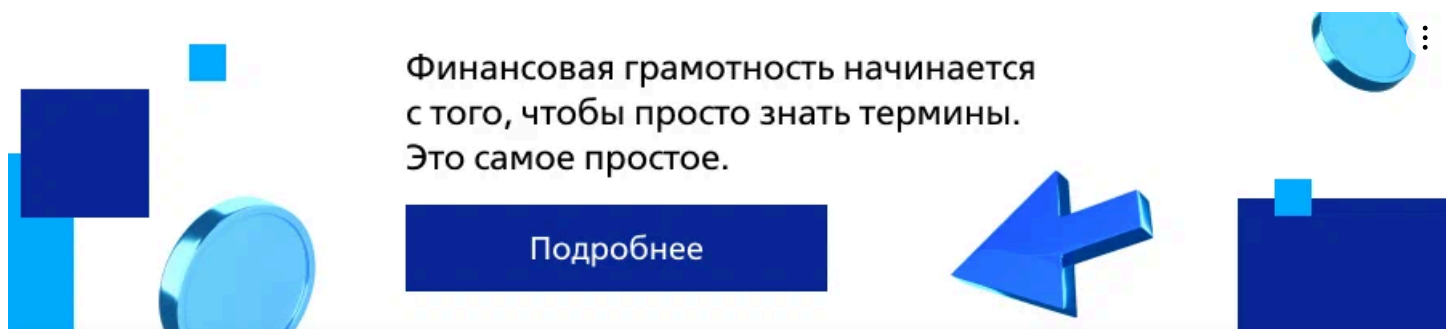 Финансовая грамотность начинается
с того, чтобы просто знать термины.
Это самое простое.
Подробнее